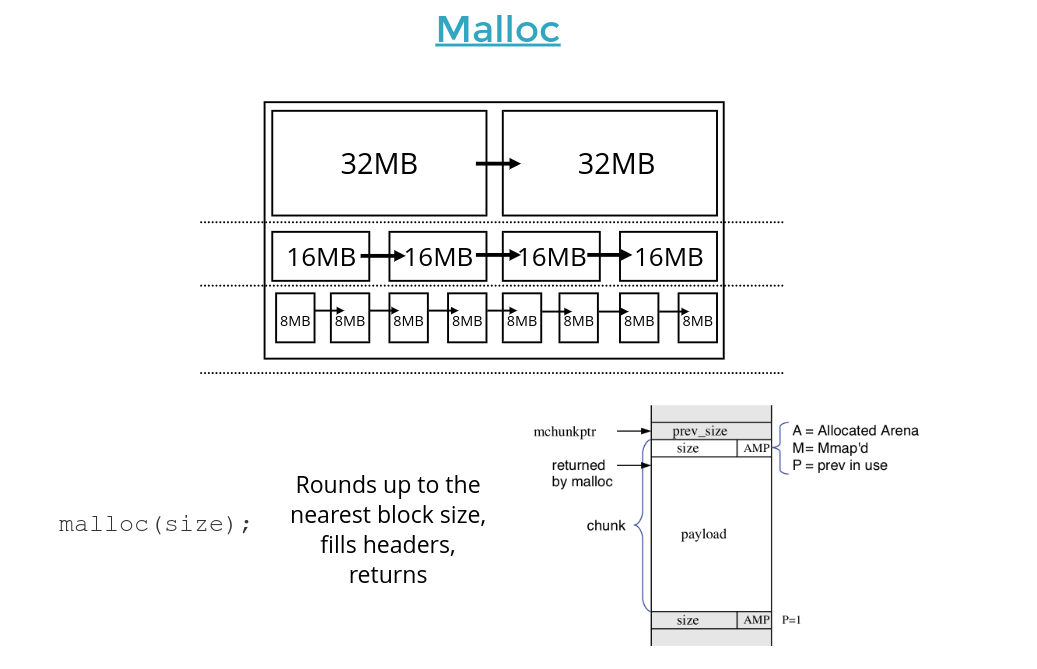 Malloc
32MB 32MB
16MB 16MB 16MB 16MB
8MB 8MB 8MB 8MB 8MB 8MB 8MB 8MB
malloc(size);
Rounds up to the
nearest block size,
fills headers,
returns
mchunkptr
prev_size
size AMP
A = Allocated Arena
M= Mmap'd
P = prev in use
returned
by malloc
chunk
payload
size AMP P=1